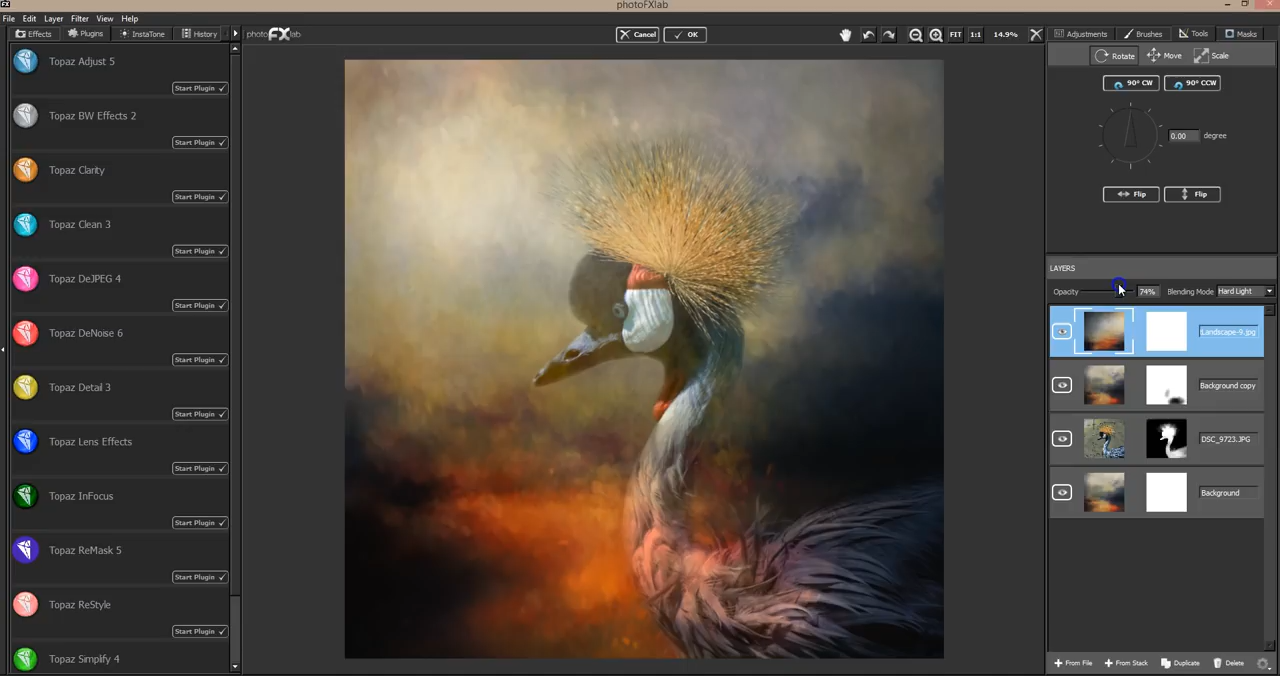 photoFXlab
File Edit Layer Filter View Help
Effects Plugins InstaTone History
photo FX lab
Cancel OK
FIT 1:1 14.9%
Adjustments Brushes Tools Masks
Topaz Adjust 5
Start Plugin
Topaz BW Effects 2
Start Plugin
Topaz Clarity
Start Plugin
Topaz Clean 3
Start Plugin
Topaz DeJPEG 4
Start Plugin
Topaz DeNoise 6
Start Plugin
Topaz Detail 3
Start Plugin
Topaz Lens Effects
Start Plugin
Topaz InFocus
Start Plugin
Topaz ReMask 5
Start Plugin
Topaz ReStyle
Start Plugin
Topaz Simplify 4
Rotate Move Scale
90° CW 90° CCW
0.00 degree
Flip Flip
LAYERS
Opacity 74% Blending Mode Hard Light
Landscape-9.jpg
Background copy
DSC_9723.JPG
Background
From File From Stack Duplicate Delete